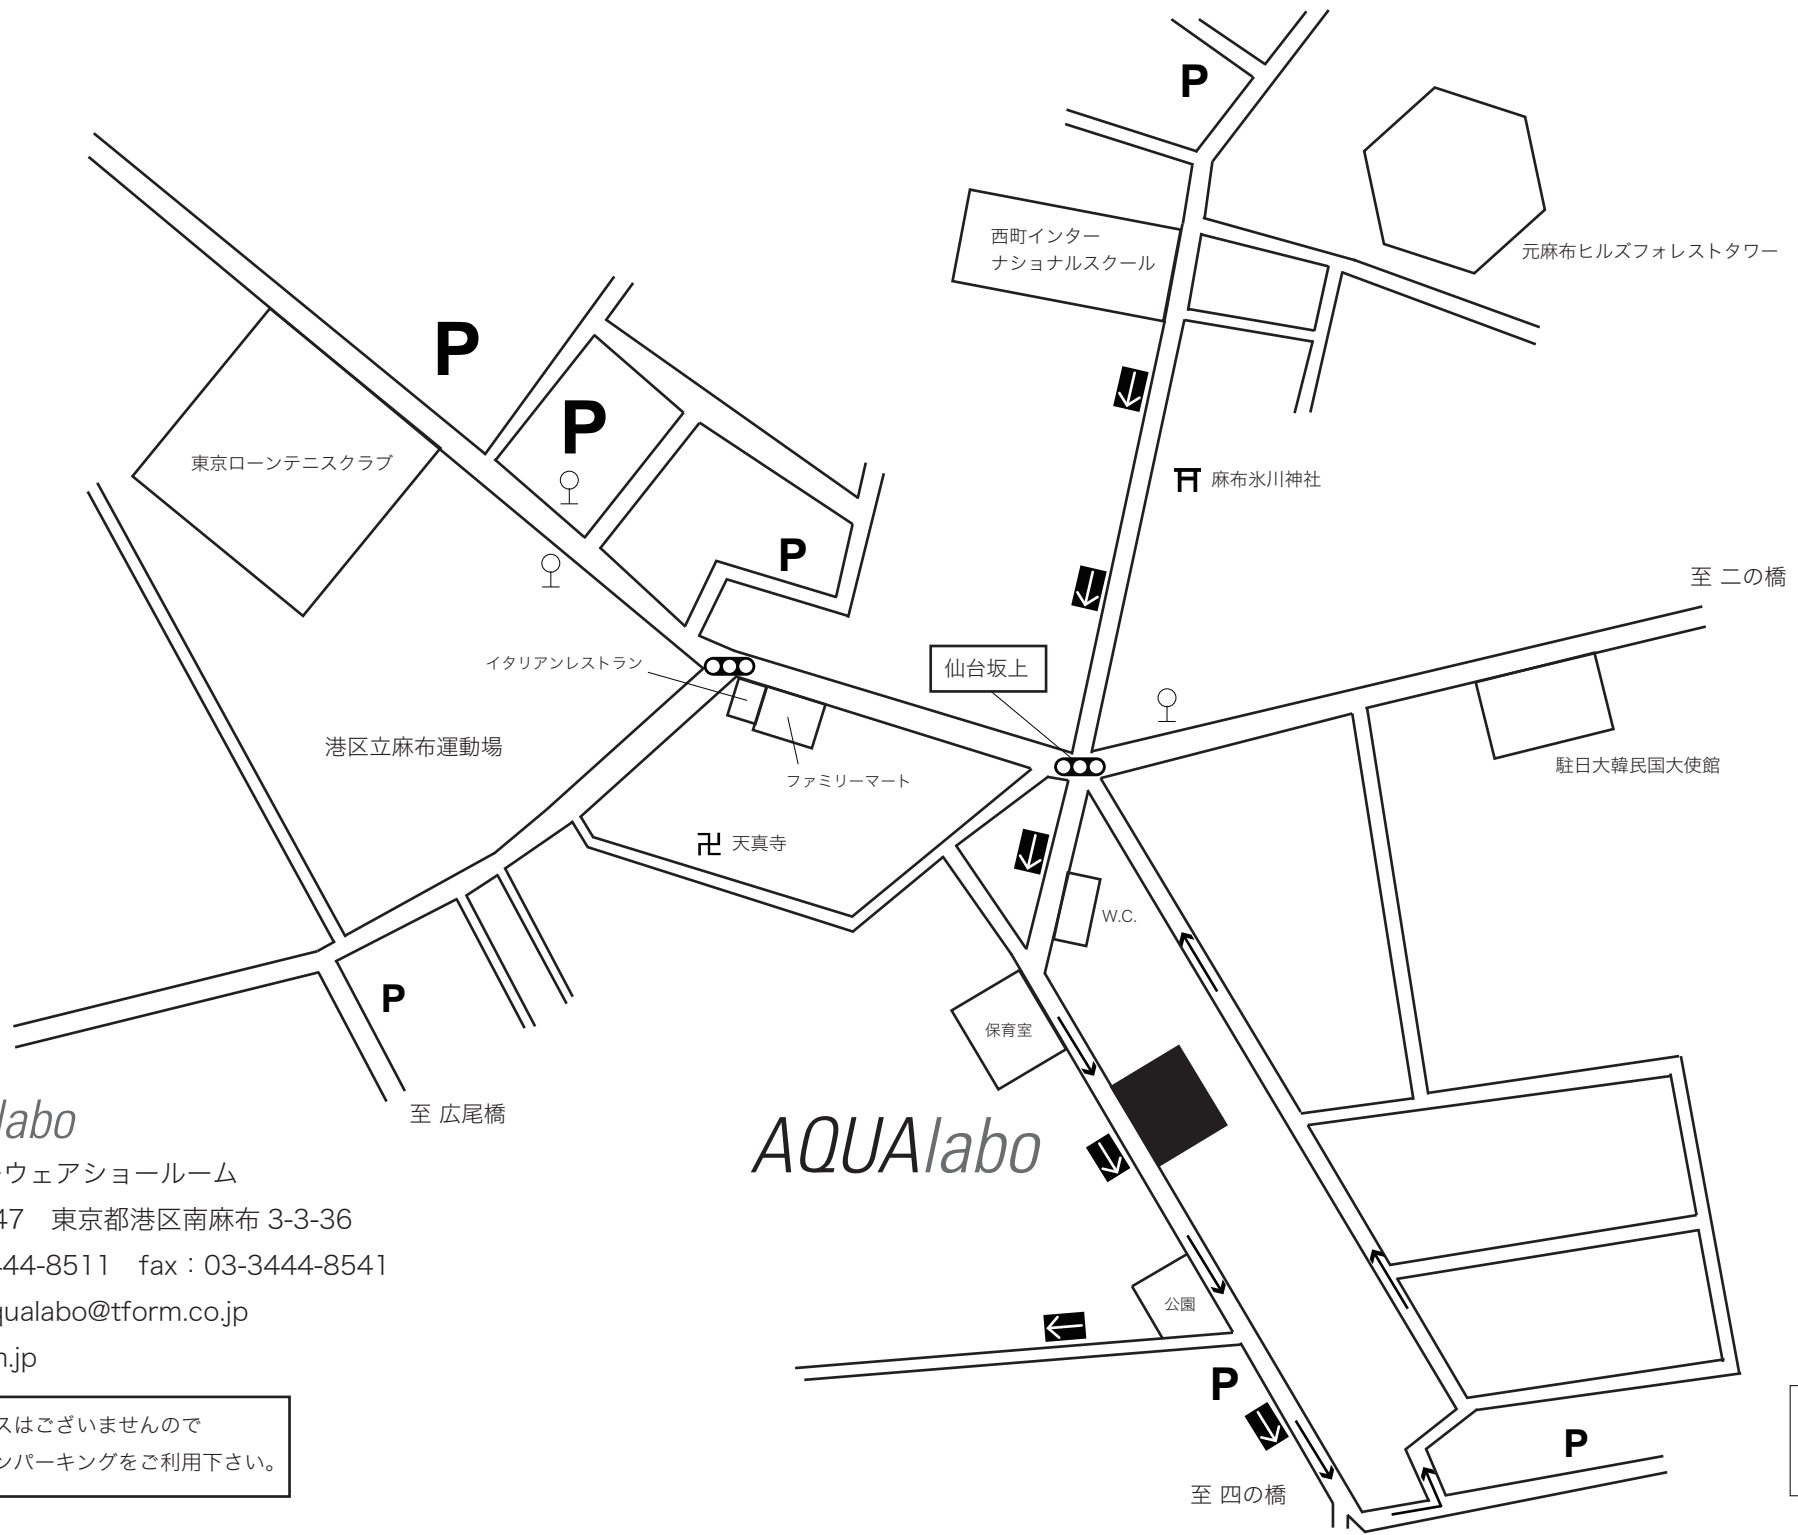 P
西町インター
ナショナルスクール
元麻布ヒルズフォレストタワー
P
P
東京ローンテニスクラブ
麻布氷川神社
P
至 二の橋
イタリアンレストラン
仙台坂上
港区立麻布運動場
ファミリーマート
駐日大韓民国大使館
卍 天真寺
W.C.
P
保育室
至 広尾橋
AQUAlabo
labo
ウェアショールーム
47　東京都港区南麻布 3-3-36
444-8511　fax：03-3444-8541
qualabo@tform.co.jp
.jp
公園
P
スはございませんので
ンパーキングをご利用下さい。
P
至 四の橋